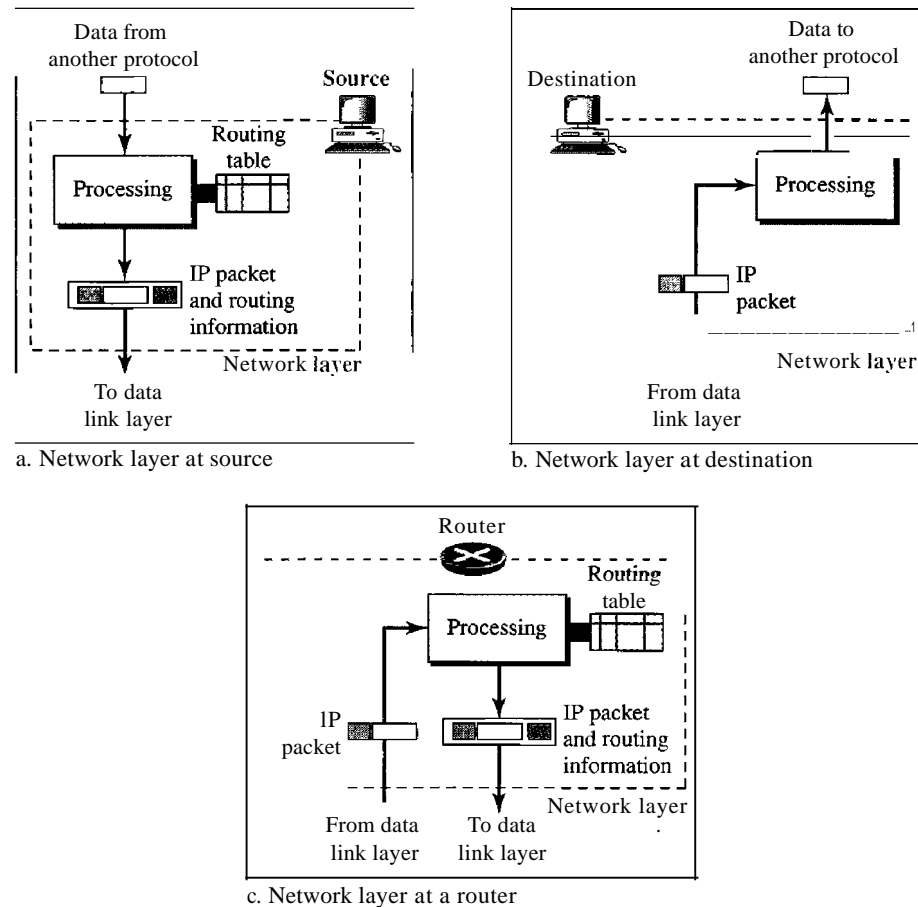 Data from
another protocol
Source
Routing
table
Processing
IP packet
and routing
information
Network layer
To data
link layer
a. Network layer at source
Data to
another protocol
Destination
Processing
IP
packet
Network layer
From data
link layer
b. Network layer at destination
Router
Routing
table
Processing
IP
packet
IP packet
and routing
information
Network layer
From data
link layer
To data
link layer
c. Network layer at a router